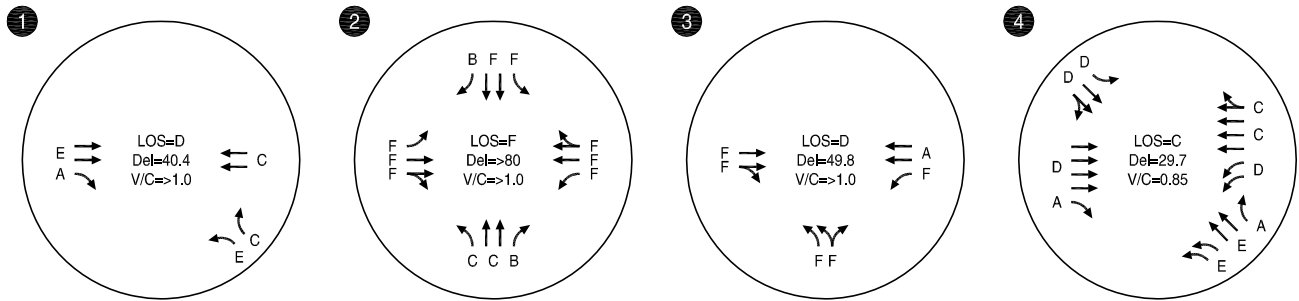 1
E
A
LOS=D
Del=40.4
V/C=>1.0
C
C
E
2
B F F
F
F
F
LOS=F
Del=>80
V/C=>1.0
F
F
F
C C B
3
F
F
LOS=D
Del=49.8
V/C=>1.0
A
F
F F
4
D
D
D
A
LOS=C
Del=29.7
V/C=0.85
C
C
D
A
E
E